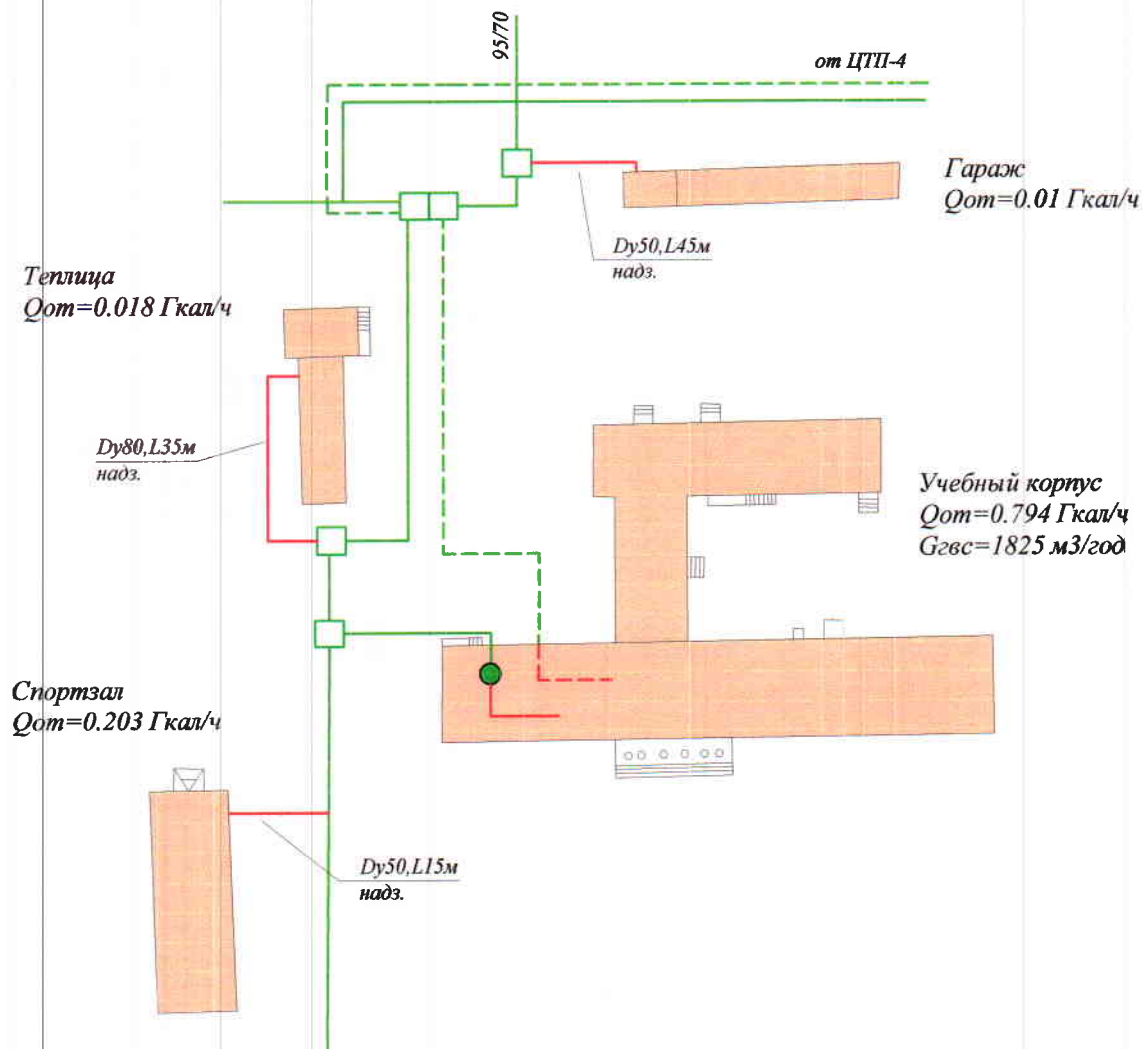 95/70
от ЦТП-4
Гараж
Qот=0.01 Гкал/ч
Dy50,L45м
надз.
Теплица
Qот=0.018 Гкал/ч
Dy80,L35м
надз.
Учебный корпус
Qот=0.794 Гкал/ч
Gгвс=1825 м3/год
Спортзал
Qот=0.203 Гкал/ч
Dy50,L15м
надз.